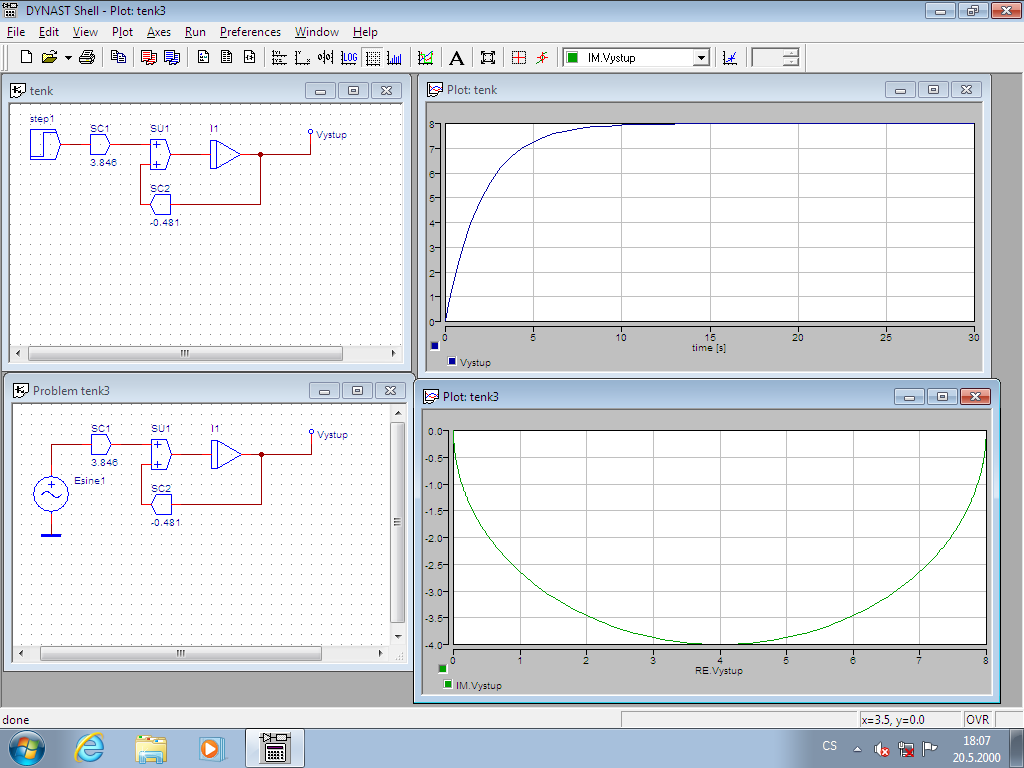 DYNAST Shell - Plot: tenk3
File Edit View Plot Axes Run Preferences Window Help
LOG
A
IM.Vystup
tenk
step1
SC1
3.846
SU1
I1
Vystup
SC2
-0.481
Plot: tenk
8
7
6
5
4
3
2
1
0
0 5 10 15 20 25 30
time [s]
Vystup
Problem tenk3
SC1
3.846
SU1
I1
Vystup
Esine1
SC2
-0.481
Plot: tenk3
0.0
-0.5
-1.0
-1.5
-2.0
-2.5
-3.0
-3.5
-4.0
0 1 2 3 4 5 6 7 8
RE.Vystup
IM.Vystup
done
x=3.5, y=0.0
OVR
CS
18:07
20.5.2000